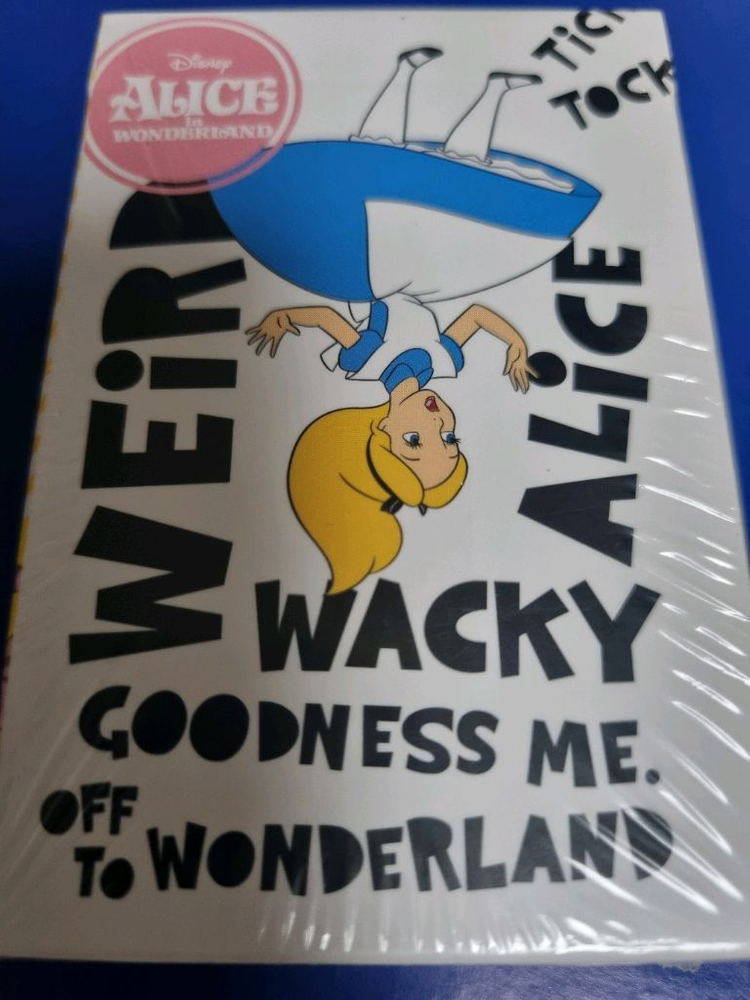 Disney
ALICE
in
WONDERLAND
TICK
TOCK
WEIRD
ALICE
WACKY
GOODNESS ME.
OFF
TO WONDERLAND